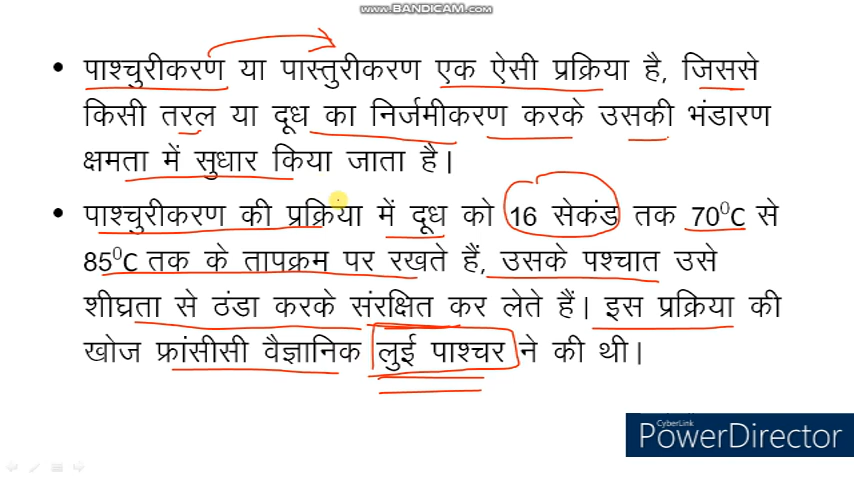 www.BANDICAM.com
• पाश्चुरीकरण या पास्तुरीकरण एक ऐसी प्रक्रिया है, जिससे
किसी तरल या दूध का निर्जमीकरण करके उसकी भंडारण
क्षमता में सुधार किया जाता है।
• पाश्चुरीकरण की प्रक्रिया में दूध को 16 सेकंड तक 70⁰C से
85⁰C तक के तापक्रम पर रखते हैं, उसके पश्चात उसे
शीघ्रता से ठंडा करके संरक्षित कर लेते हैं। इस प्रक्रिया की
खोज फ्रांसीसी वैज्ञानिक लुई पाश्चर ने की थी।
CyberLink
PowerDirector